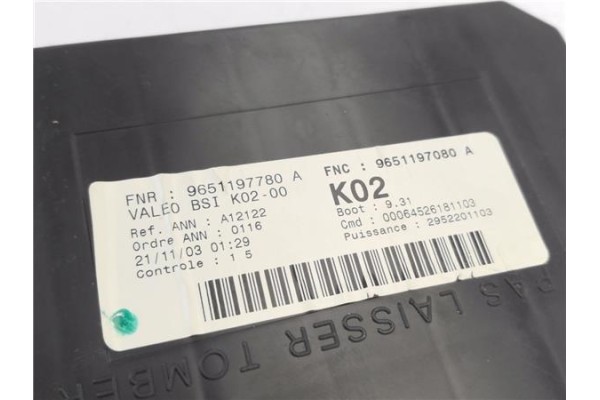 FNR : 9651197780 A
FNC : 9651197080 A
VALEO BSI K02-00
K02
Ref. ANN : A12122
Boot : 9.31
Ordre ANN : 0116
Cmd : 00064526181103
21/11/03 01:29
Puissance : 2952201103
Controle : 1 5
PAS LAISSER TOMBER